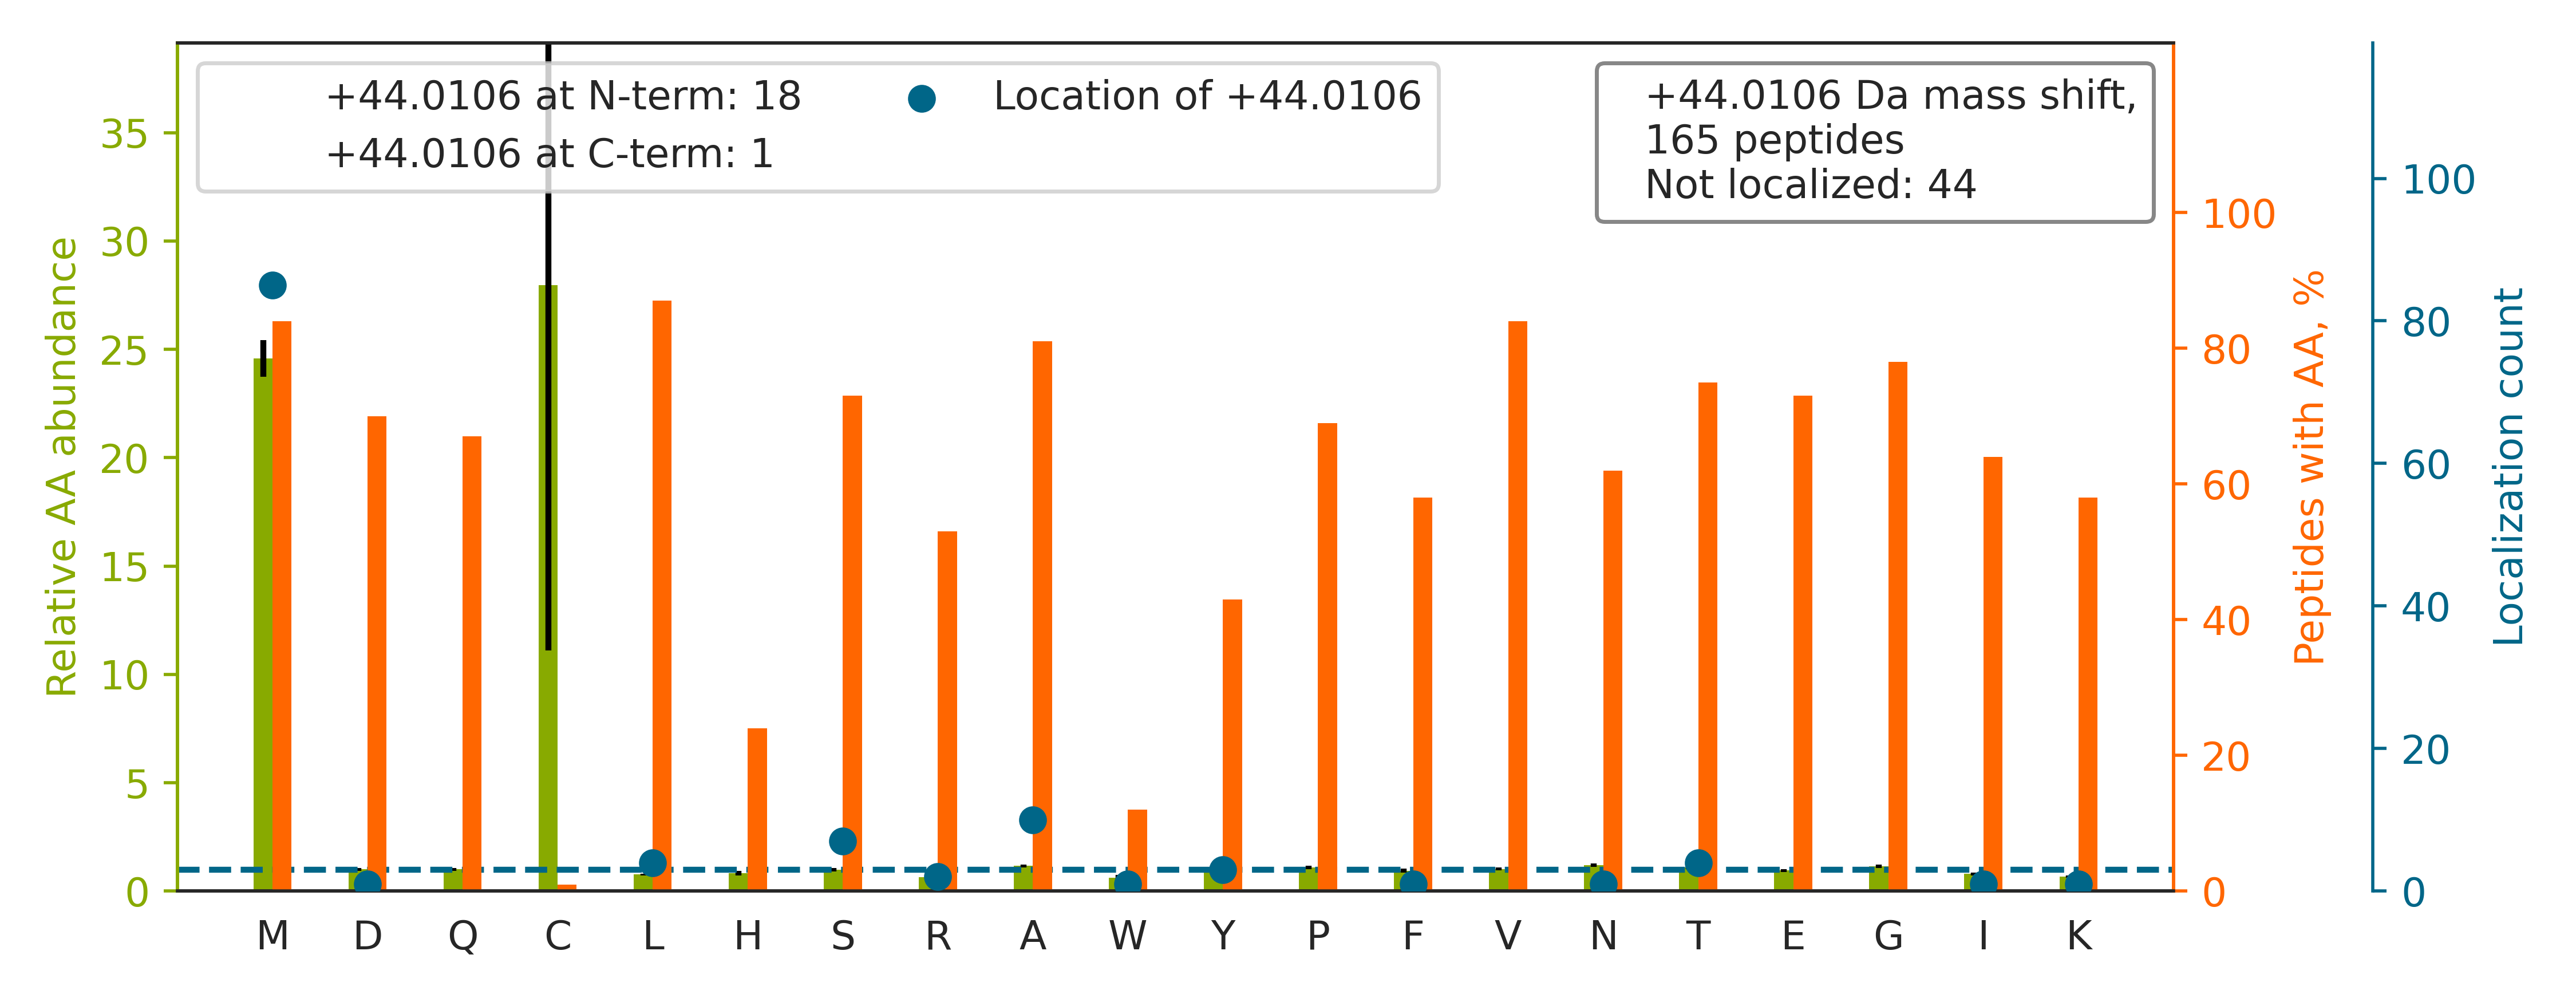 +44.0106 at N-term: 18
+44.0106 at C-term: 1
Location of +44.0106
+44.0106 Da mass shift,
165 peptides
Not localized: 44
Relative AA abundance
35
30
25
20
15
10
5
0
M D Q C L H S R A W Y P F V N T E G I K
100
80
60
40
20
0
Peptides with AA, %
100
80
60
40
20
0
Localization count